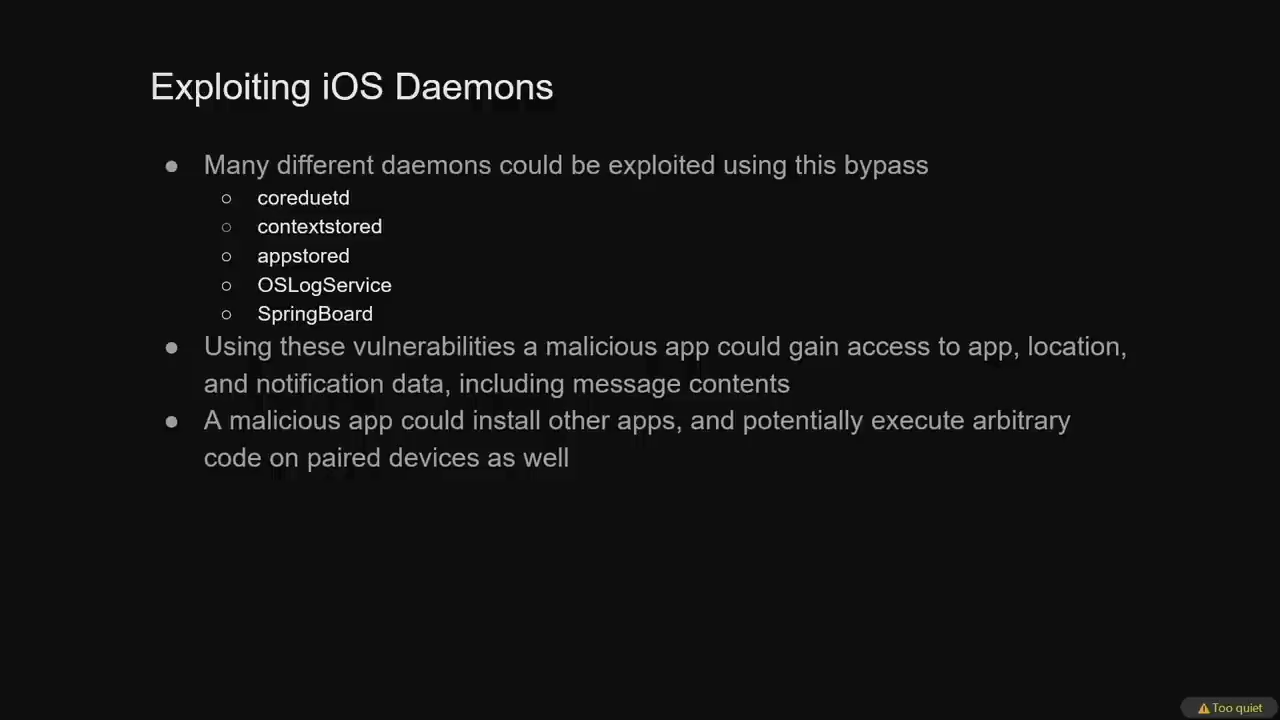 Exploiting iOS Daemons
● Many different daemons could be exploited using this bypass
○ coreduetd
○ contextstored
○ appstored
○ OSLogService
○ SpringBoard
● Using these vulnerabilities a malicious app could gain access to app, location,
and notification data, including message contents
● A malicious app could install other apps, and potentially execute arbitrary
code on paired devices as well
Too quiet